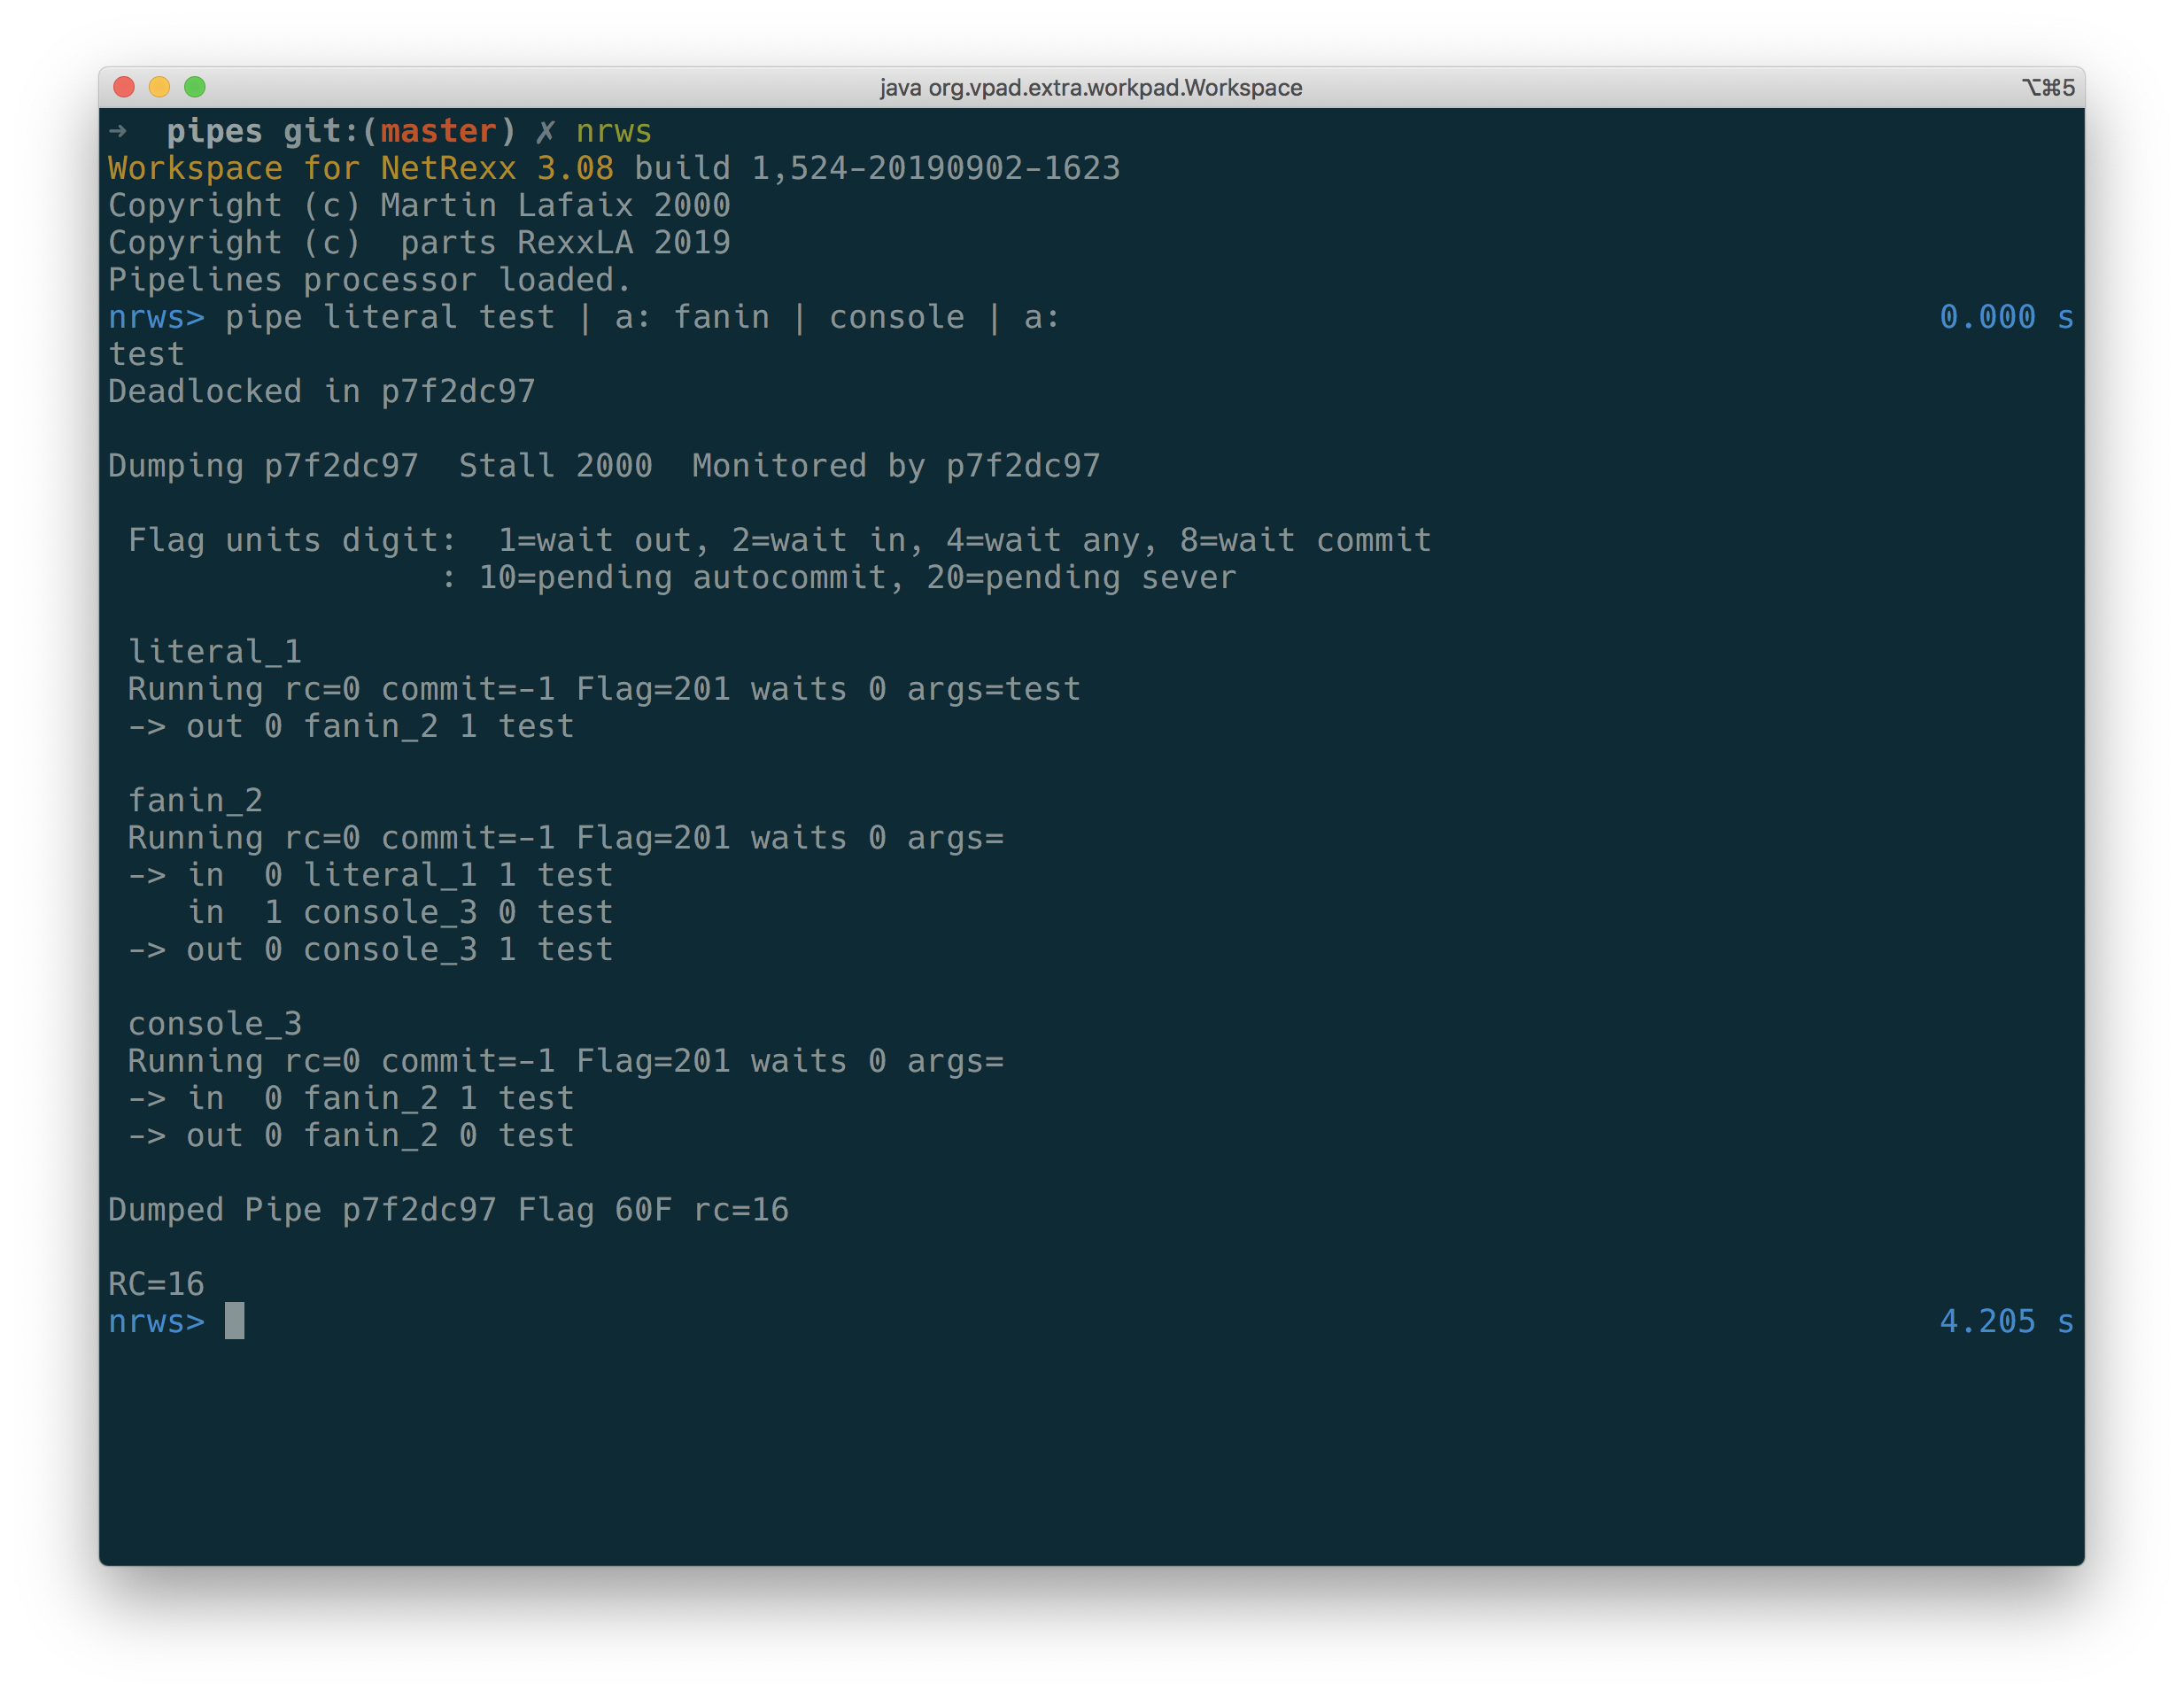 java org.vpad.extra.workpad.Workspace ⌥⌘5
➜  pipes git:(master) ✗ nrws
Workspace for NetRexx 3.08 build 1,524-20190902-1623
Copyright (c) Martin Lafaix 2000
Copyright (c)  parts RexxLA 2019
Pipelines processor loaded.
nrws> pipe literal test | a: fanin | console | a: 0.000 s
test
Deadlocked in p7f2dc97
Dumping p7f2dc97  Stall 2000  Monitored by p7f2dc97
Flag units digit:  1=wait out, 2=wait in, 4=wait any, 8=wait commit
: 10=pending autocommit, 20=pending sever
literal_1
Running rc=0 commit=-1 Flag=201 waits 0 args=test
-> out 0 fanin_2 1 test
fanin_2
Running rc=0 commit=-1 Flag=201 waits 0 args=
-> in  0 literal_1 1 test
in  1 console_3 0 test
-> out 0 console_3 1 test
console_3
Running rc=0 commit=-1 Flag=201 waits 0 args=
-> in  0 fanin_2 1 test
-> out 0 fanin_2 0 test
Dumped Pipe p7f2dc97 Flag 60F rc=16
RC=16
nrws> 4.205 s